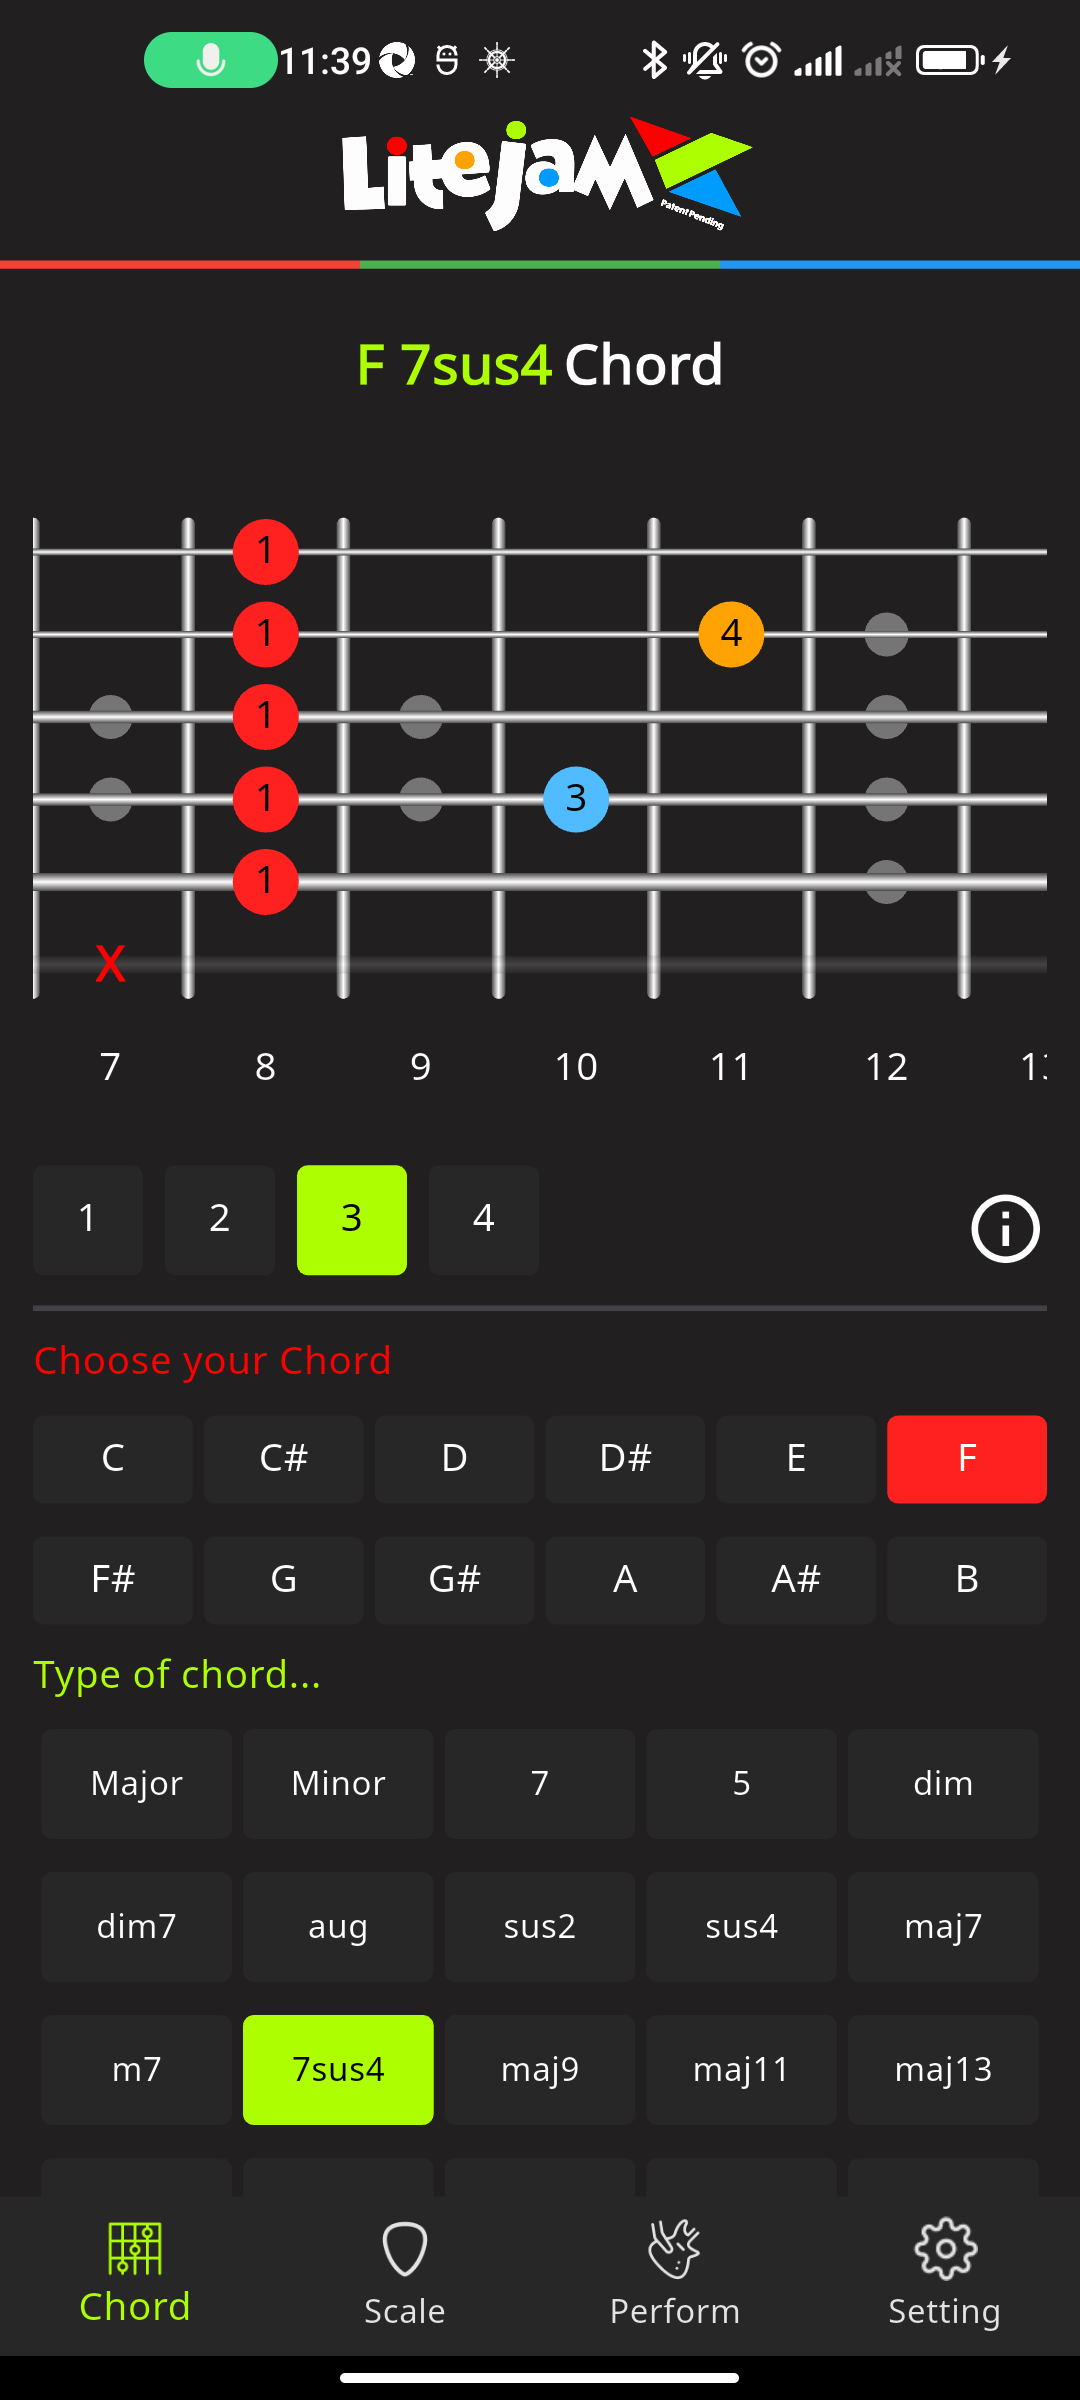 11:39
Litejam
Patent Pending
F 7sus4 Chord
1
1 4
1
1 3
1
X
7 8 9 10 11 12
1 2 3 4
Choose your Chord
C C# D D# E F
F# G G# A A# B
Type of chord...
Major Minor 7 5 dim
dim7 aug sus2 sus4 maj7
m7 7sus4 maj9 maj11 maj13
Chord Scale Perform Setting